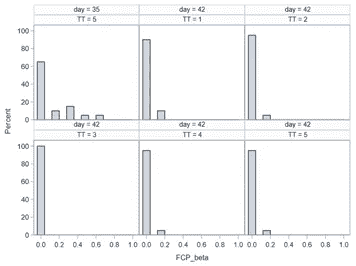 day = 35
day = 42
day = 42
TT = 5
TT = 1
TT = 2
100
80
60
40
20
0
Percent
day = 42
day = 42
day = 42
TT = 3
TT = 4
TT = 5
100
80
60
40
20
0
0.0 0.2 0.4 0.6 0.8 1.0
0.0 0.2 0.4 0.6 0.8 1.0
0.0 0.2 0.4 0.6 0.8 1.0
FCP_beta